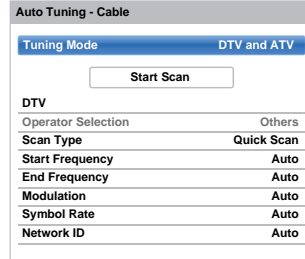 Auto Tuning - Cable
Tuning Mode DTV and ATV
Start Scan
DTV
Operator Selection Others
Scan Type Quick Scan
Start Frequency Auto
End Frequency Auto
Modulation Auto
Symbol Rate Auto
Network ID Auto